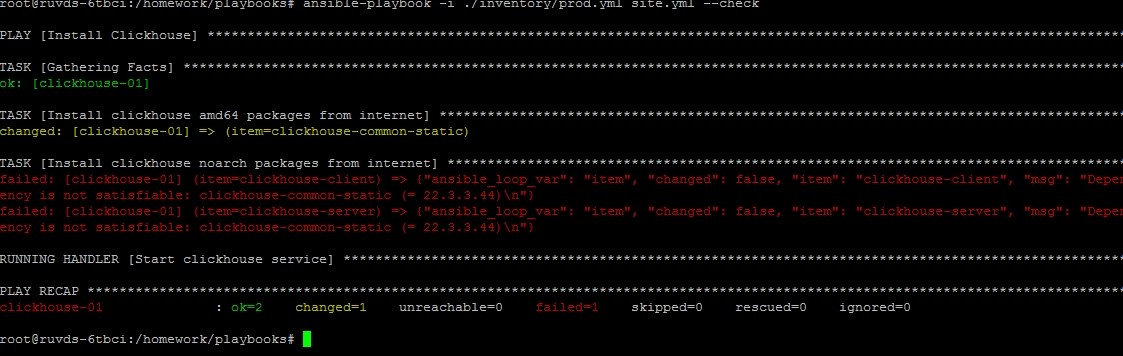 root@ruvds-6tbci:/homework/playbooks# ansible-playbook -i ./inventory/prod.yml site.yml --check
PLAY [Install Clickhouse] ****************************************************************************************************************************
TASK [Gathering Facts] *******************************************************************************************************************************
ok: [clickhouse-01]
TASK [Install clickhouse amd64 packages from internet] ***********************************************************************************************
changed: [clickhouse-01] => (item=clickhouse-common-static)
TASK [Install clickhouse noarch packages from internet] **********************************************************************************************
failed: [clickhouse-01] (item=clickhouse-client) => {"ansible_loop_var": "item", "changed": false, "item": "clickhouse-client", "msg": "Depen
ency is not satisfiable: clickhouse-common-static (= 22.3.3.44)\n"}
failed: [clickhouse-01] (item=clickhouse-server) => {"ansible_loop_var": "item", "changed": false, "item": "clickhouse-server", "msg": "Depen
ency is not satisfiable: clickhouse-common-static (= 22.3.3.44)\n"}
RUNNING HANDLER [Start clickhouse service] ***********************************************************************************************************
PLAY RECAP *******************************************************************************************************************************************
clickhouse-01 : ok=2 changed=1 unreachable=0 failed=1 skipped=0 rescued=0 ignored=0
root@ruvds-6tbci:/homework/playbooks#